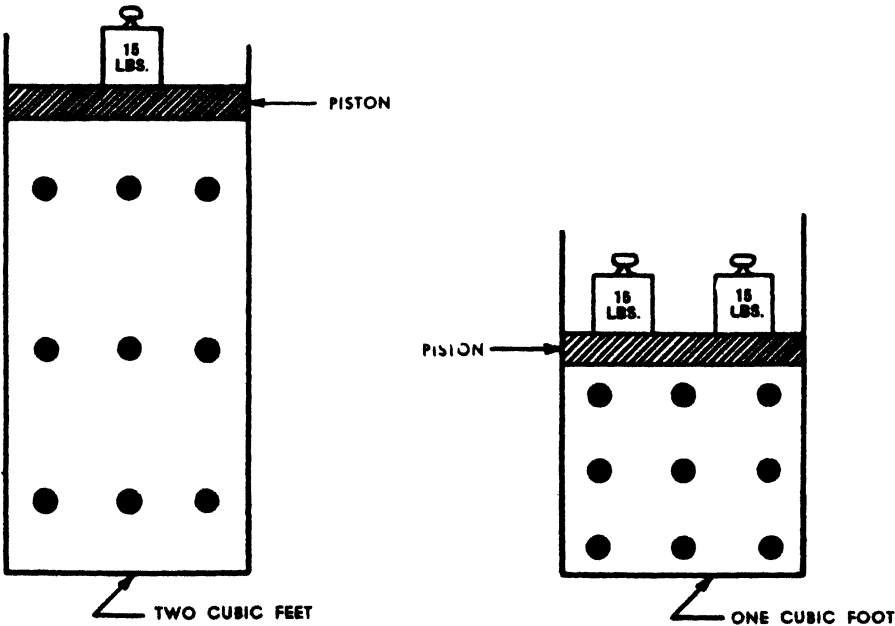 15
LBS.
PISTON
15
LBS.
15
LBS.
PISTON
TWO CUBIC FEET
ONE CUBIC FOOT